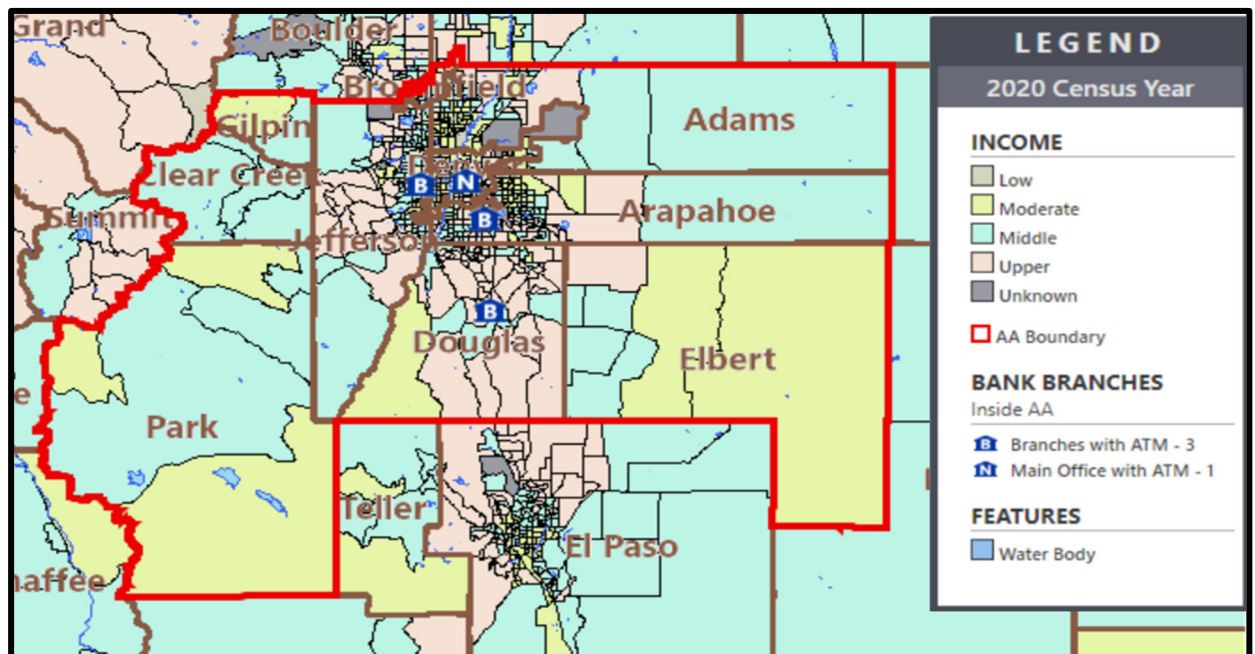 Grand
Boulder
Gilpin
Adams
Clear Cree
Summit
Arapahoe
Jefferson
B
N
B
B
Douglas
Elbert
e
Park
Teller
El Paso
haffee
LEGEND
2020 Census Year
INCOME
Low
Moderate
Middle
Upper
Unknown
AA Boundary
BANK BRANCHES
Inside AA
B Branches with ATM - 3
N Main Office with ATM - 1
FEATURES
Water Body